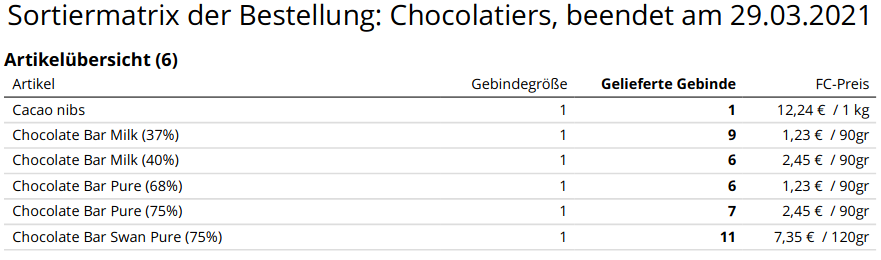 Sortiermatrix der Bestellung: Chocolatiers, beendet am 29.03.2021
Artikelübersicht (6)
Artikel Gebindegröße Gelieferte Gebinde FC-Preis
Cacao nibs 1 1 12,24 € / 1 kg
Chocolate Bar Milk (37%) 1 9 1,23 € / 90gr
Chocolate Bar Milk (40%) 1 6 2,45 € / 90gr
Chocolate Bar Pure (68%) 1 6 1,23 € / 90gr
Chocolate Bar Pure (75%) 1 7 2,45 € / 90gr
Chocolate Bar Swan Pure (75%) 1 11 7,35 € / 120gr